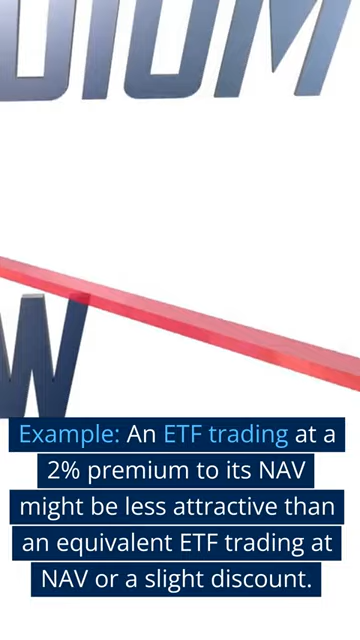 Example: An ETF trading at a
2% premium to its NAV
might be less attractive than
an equivalent ETF trading at
NAV or a slight discount.